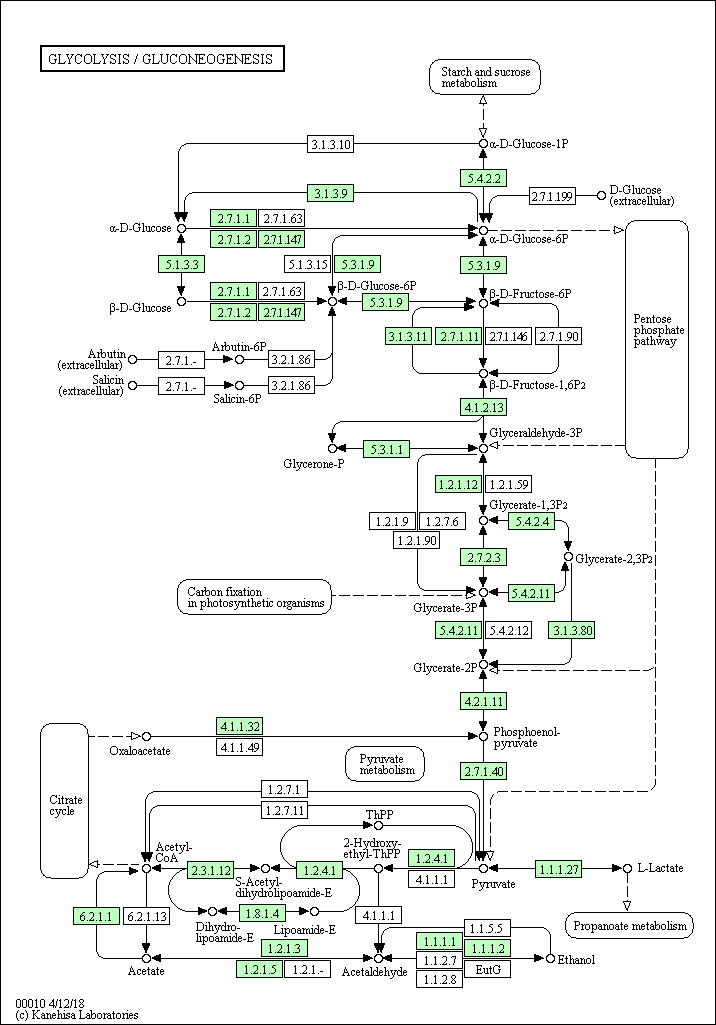 GLYCOLYSIS / GLUCONEOGENESIS
Starch and sucrose
metabolism
3.1.3.10
α-D-Glucose-1P
5.4.2.2
3.1.3.9
2.7.1.199
D-Glucose
(extracellular)
α-D-Glucose
2.7.1.1
2.7.1.63
2.7.1.2
2.7.1.147
α-D-Glucose-6P
5.1.3.3
5.1.3.15
5.3.1.9
5.3.1.9
β-D-Glucose-6P
β-D-Glucose
2.7.1.1
2.7.1.63
2.7.1.2
2.7.1.147
5.3.1.9
β-D-Fructose-6P
Pentose
phosphate
pathway
3.1.3.11
2.7.1.11
2.7.1.146
2.7.1.90
Arbutin
(extracellular)
2.7.1.-
Arbutin-6P
3.2.1.86
Salicin
(extracellular)
2.7.1.-
Salicin-6P
3.2.1.86
β-D-Fructose-1,6P2
4.1.2.13
Glyceraldehyde-3P
5.3.1.1
Glycerone-P
1.2.1.12
1.2.1.59
Glycerate-1,3P2
1.2.1.9
1.2.7.6
1.2.1.90
5.4.2.4
2.7.2.3
Glycerate-2,3P2
Carbon fixation
in photosynthetic organisms
5.4.2.11
Glycerate-3P
5.4.2.11
5.4.2.12
3.1.3.80
Glycerate-2P
4.2.1.11
4.1.1.32
Oxaloacetate
4.1.1.49
Phosphoenol-
pyruvate
Pyruvate
metabolism
2.7.1.40
Citrate
cycle
1.2.7.1
1.2.7.11
ThPP
Acetyl-
CoA
2-Hydroxy-
ethyl-ThPP
2.3.1.12
1.2.4.1
1.2.4.1
4.1.1.1
S-Acetyl-
dihydrolipoamide-E
Pyruvate
1.1.1.27
L-Lactate
6.2.1.1
6.2.1.13
1.8.1.4
Dihydro-
lipoamide-E
Lipoamide-E
4.1.1.1
Propanoate metabolism
1.1.5.5
1.2.1.3
1.1.1.1
1.1.1.2
Acetate
1.2.1.5
1.2.1.-
Acetaldehyde
1.1.2.7
EutG
Ethanol
1.1.2.8
00010 4/12/18
(c) Kanehisa Laboratories